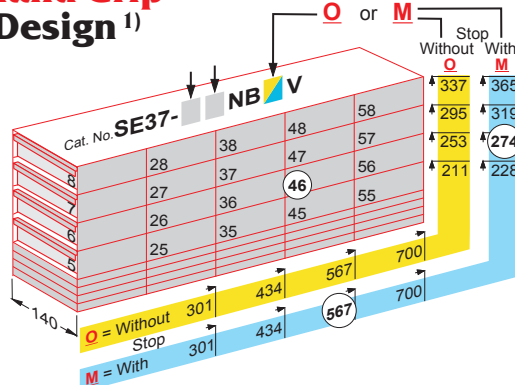 Design 1)
O or M
Stop
Without With
O M
337 365
295 319
253 274
211 228
Cat. No. SE37- NB V
8 28 38 48 58
7 27 37 47 57
6 26 36 46 56
5 25 35 45 55
140
O = Without 301 434 567 700
Stop
M = With 301 434 567 700